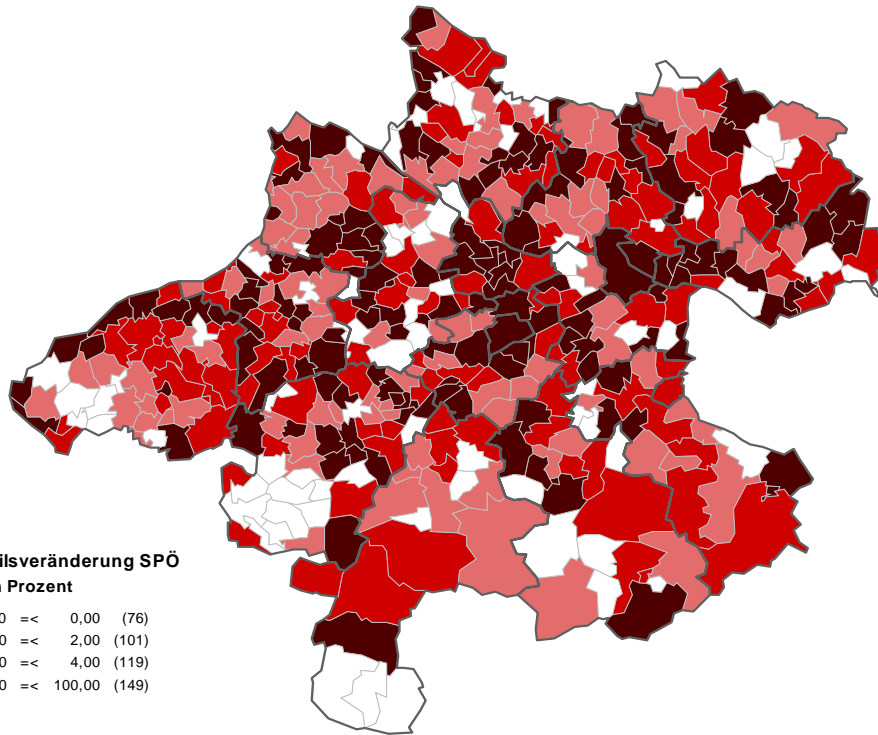 ilsveränderung SPÖ
Prozent
0 =< 0,00 (76)
0 =< 2,00 (101)
0 =< 4,00 (119)
0 =< 100,00 (149)